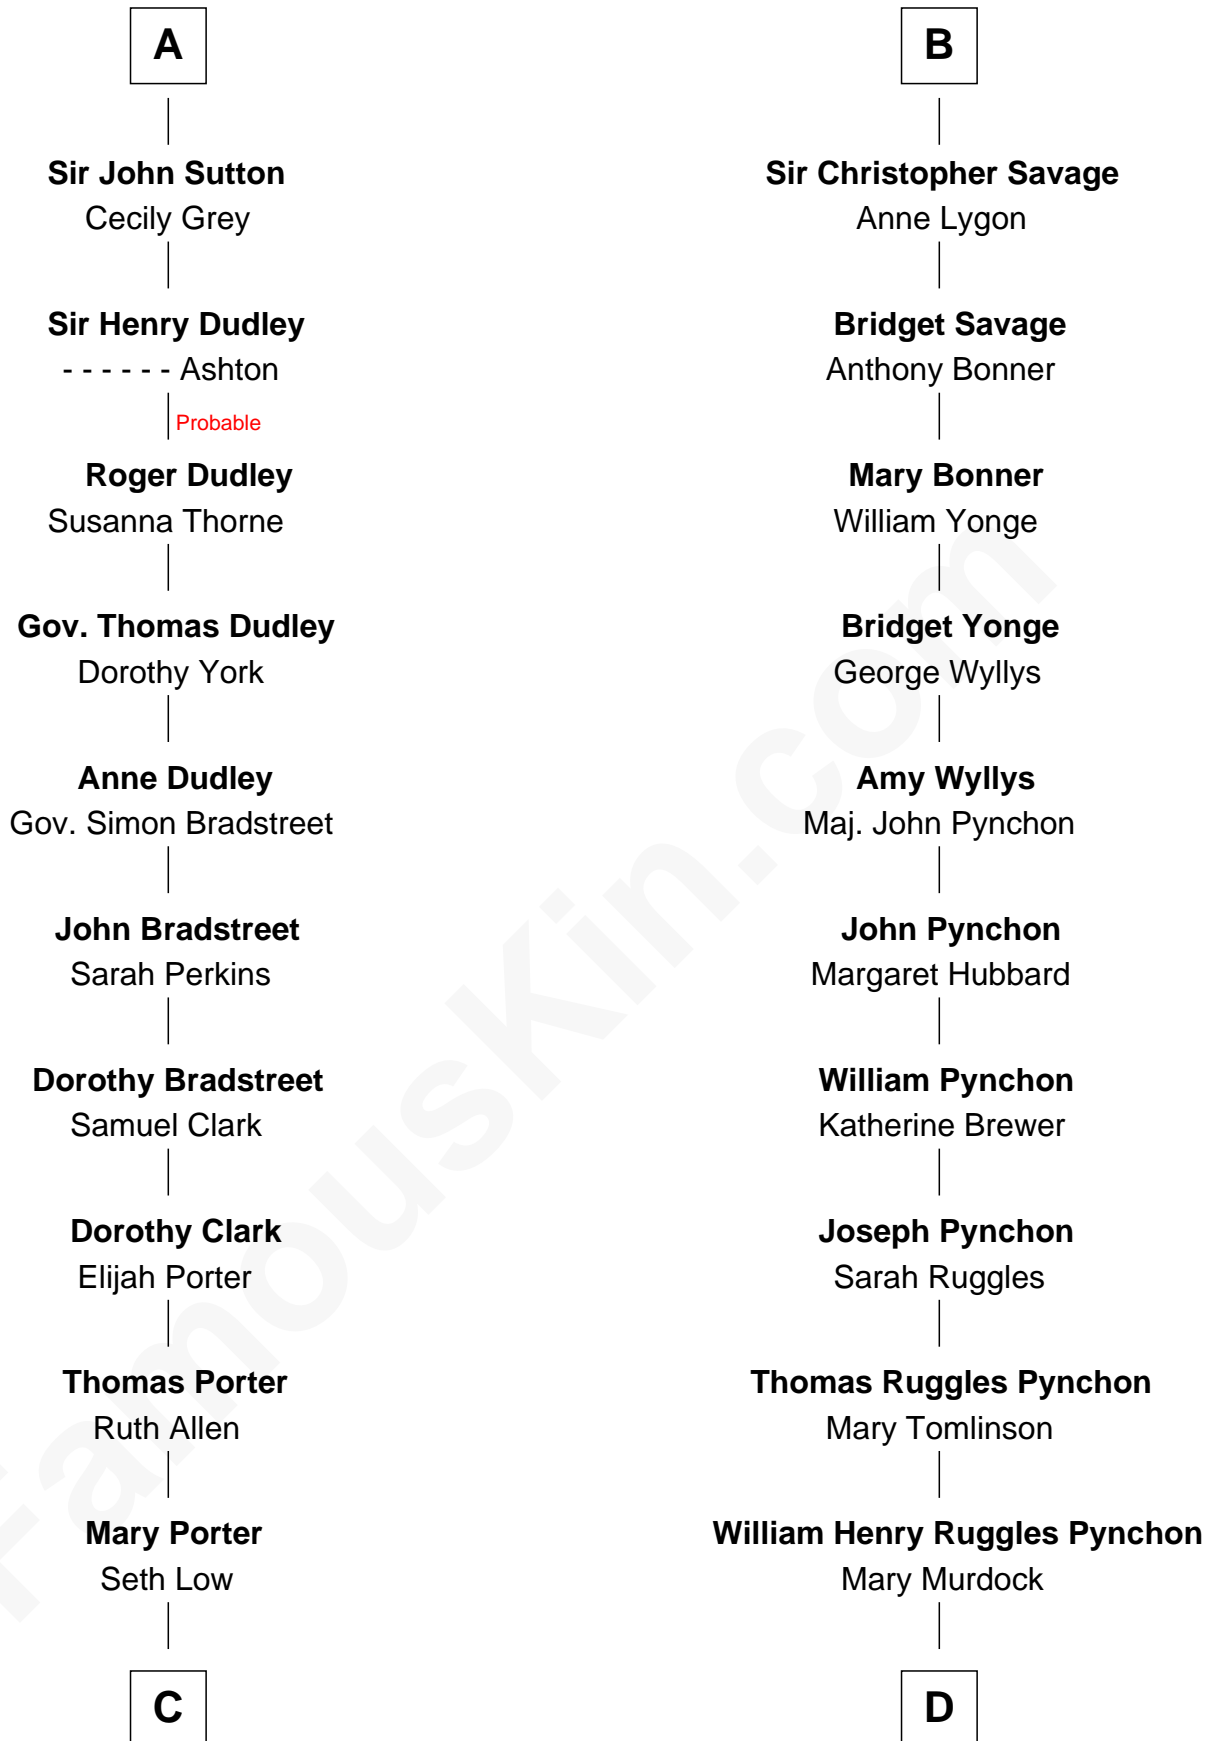 A
Sir John Sutton
Cecily Grey
Sir Henry Dudley
- - - - - - Ashton
Probable
Roger Dudley
Susanna Thorne
Gov. Thomas Dudley
Dorothy York
Anne Dudley
Gov. Simon Bradstreet
John Bradstreet
Sarah Perkins
Dorothy Bradstreet
Samuel Clark
Dorothy Clark
Elijah Porter
Thomas Porter
Ruth Allen
Mary Porter
Seth Low
C
B
Sir Christopher Savage
Anne Lygon
Bridget Savage
Anthony Bonner
Mary Bonner
William Yonge
Bridget Yonge
George Wyllys
Amy Wyllys
Maj. John Pynchon
John Pynchon
Margaret Hubbard
William Pynchon
Katherine Brewer
Joseph Pynchon
Sarah Ruggles
Thomas Ruggles Pynchon
Mary Tomlinson
William Henry Ruggles Pynchon
Mary Murdock
D
FamousKin.com